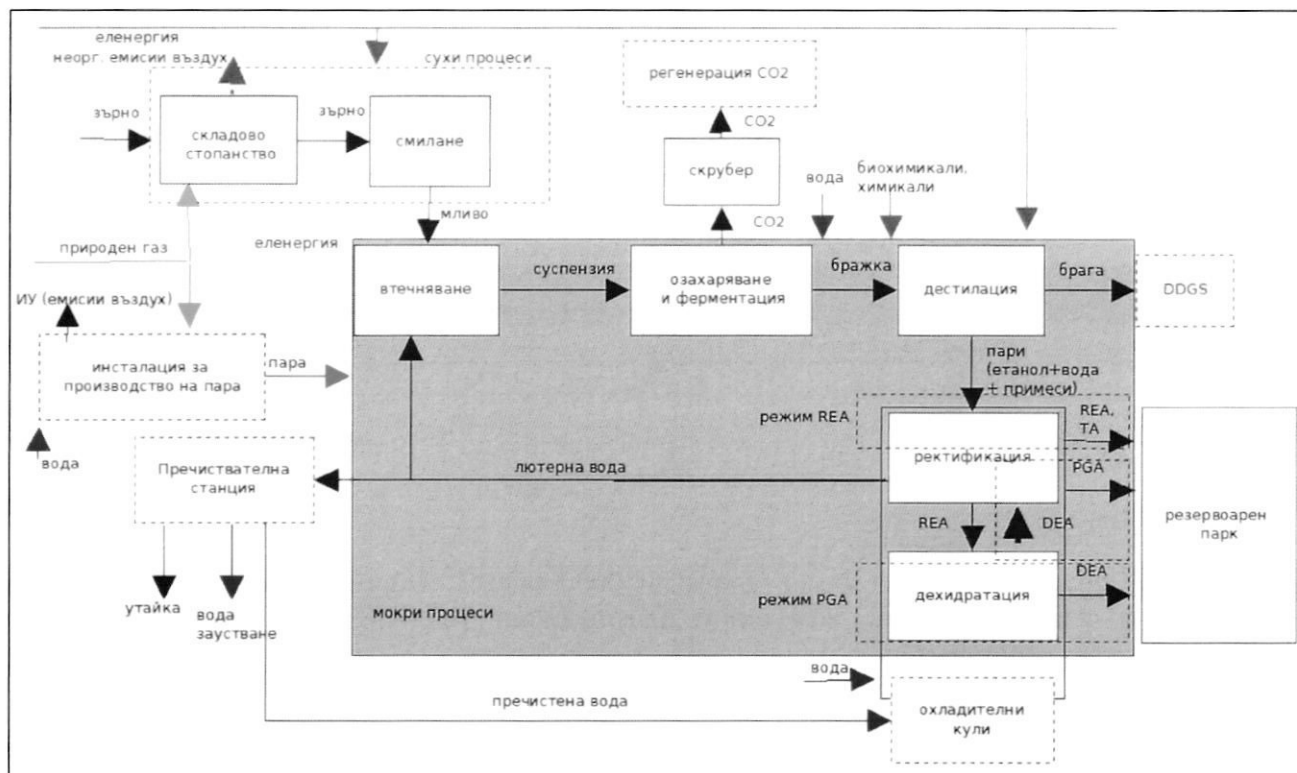 еленергия
неорг. емисии въздух
сухи процеси
регенерация CO2
зърно
складово
стопанство
зърно
смилане
CO2
скрубер
вода
биохимикали,
химикали
мливо
CO2
природен газ
еленергия
втечняване
суспензия
озахаряване
и ферментация
бражка
дестилация
брага
DDGS
ИУ (емисии въздух)
инсталация за
производство на пара
пара
пари
(етанол+вода
+ примеси)
режим REA
REA,
TA
вода
Пречиствателна
станция
лютерна вода
ректификация
PGA
резервоарен
парк
REA
DEA
DEA
утайка
вода
заустване
мокри процеси
режим PGA
дехидратация
вода
пречистена вода
охладителни
кули